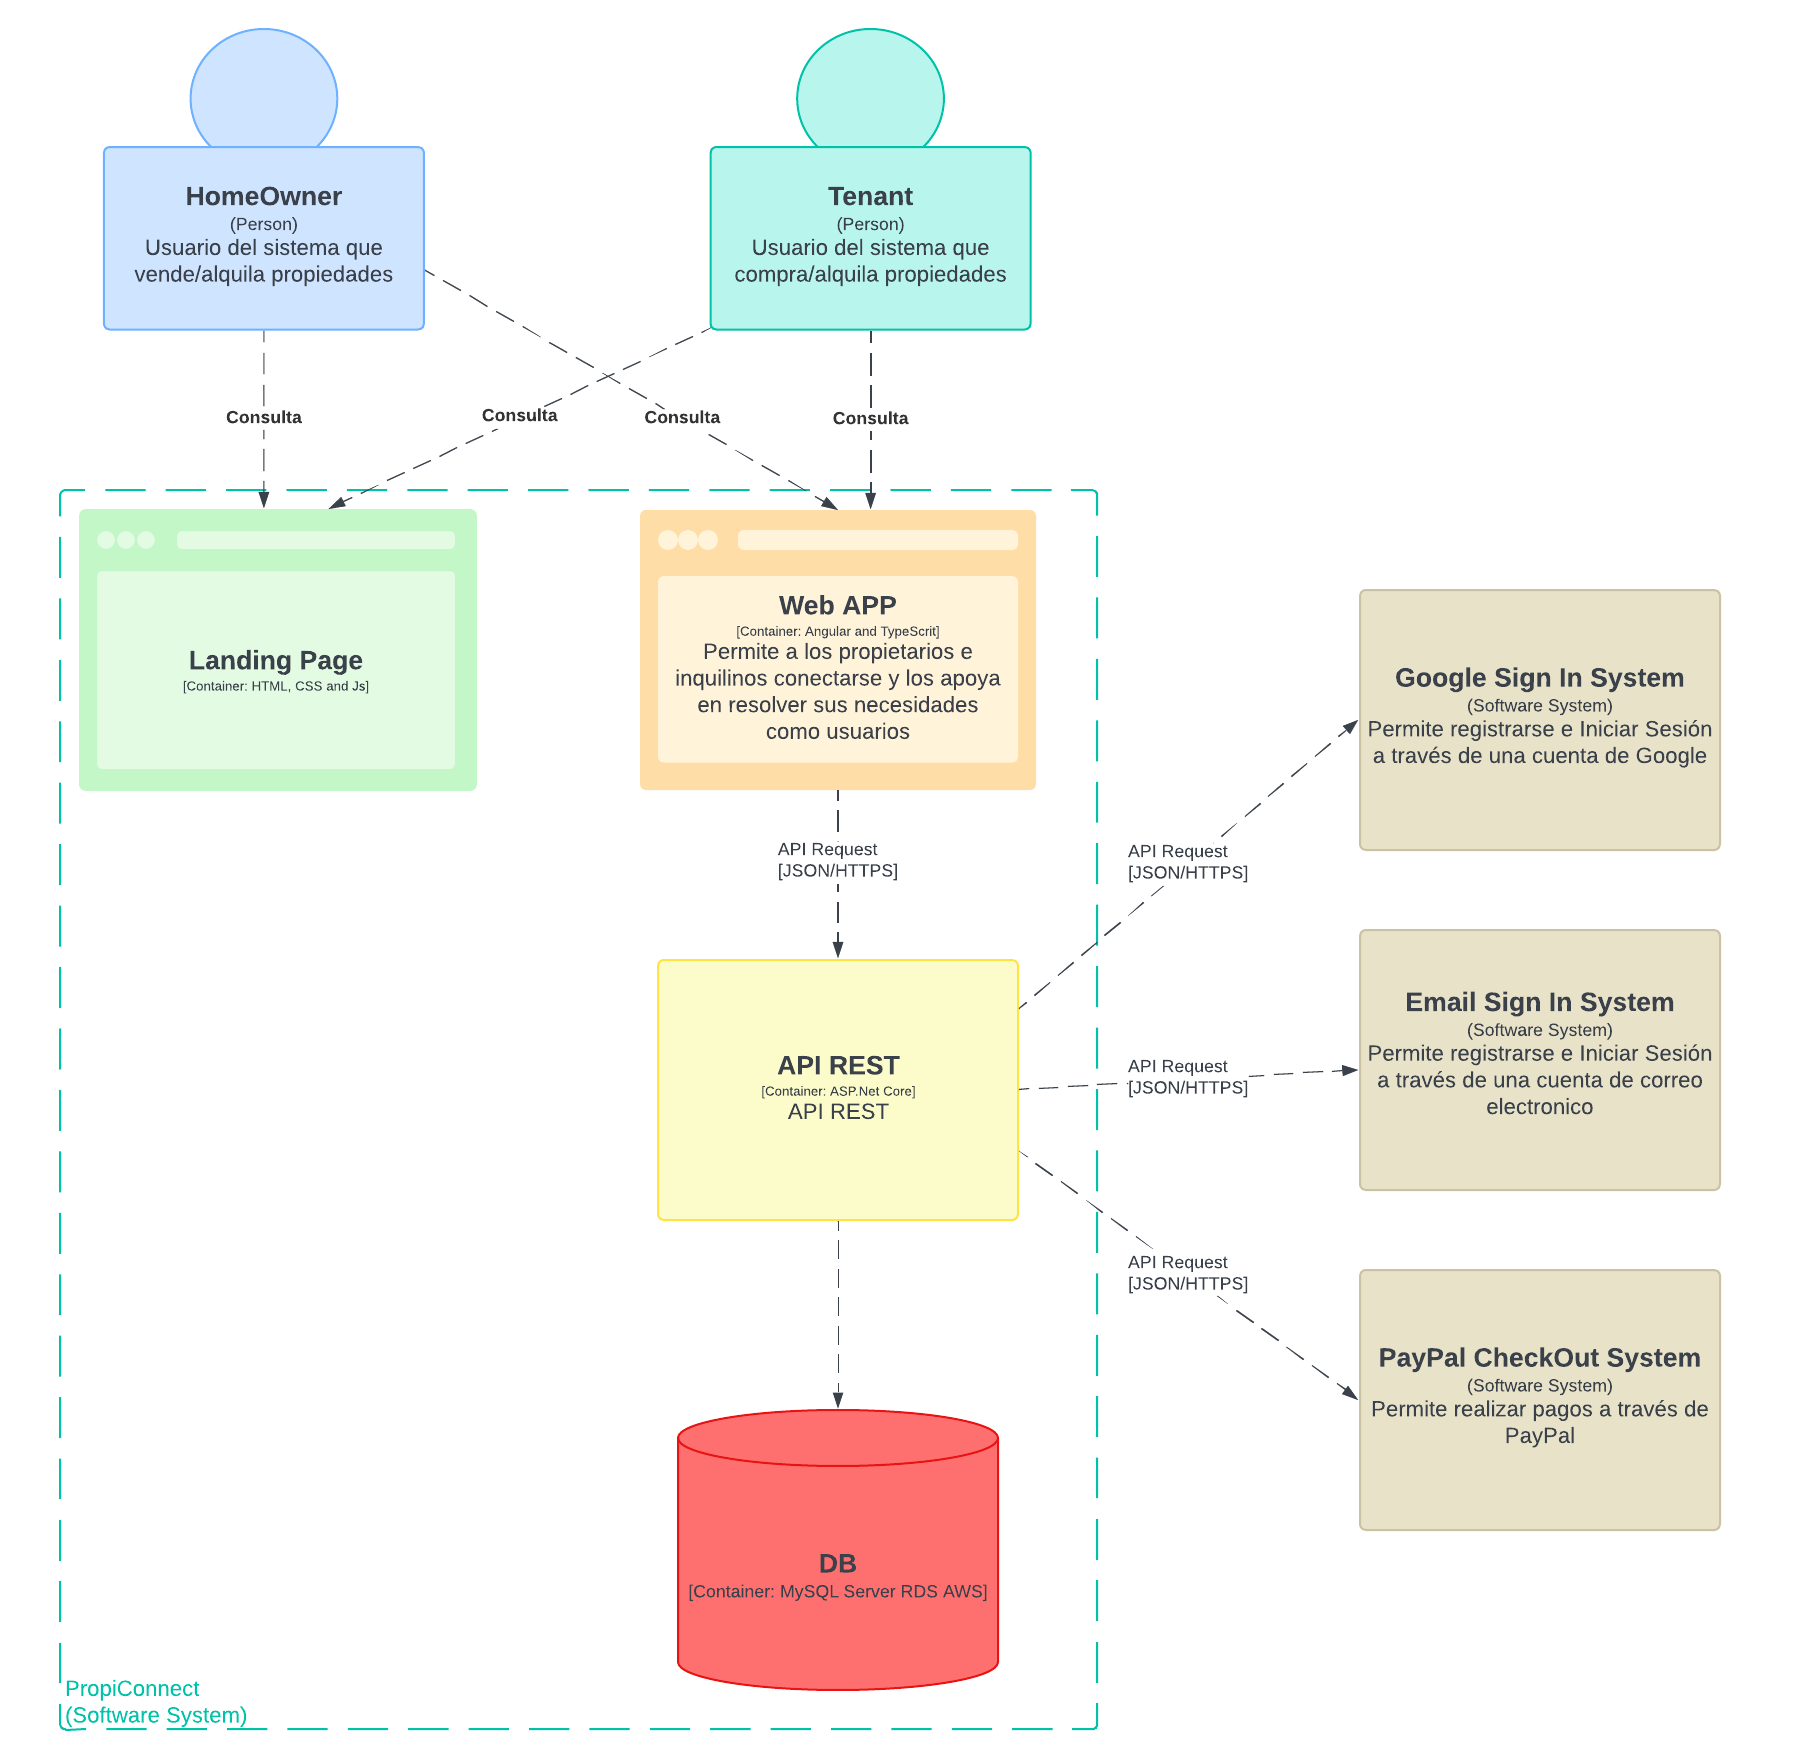 HomeOwner
(Person)
Usuario del sistema que
vende/alquila propiedades
Tenant
(Person)
Usuario del sistema que
compra/alquila propiedades
Consulta
Consulta
Consulta
Consulta
Landing Page
[Container: HTML, CSS and Js]
Web APP
[Container: Angular and TypeScrit]
Permite a los propietarios e
inquilinos conectarse y los apoya
en resolver sus necesidades
como usuarios
Google Sign In System
(Software System)
Permite registrarse e Iniciar Sesión
a través de una cuenta de Google
API Request
[JSON/HTTPS]
API Request
[JSON/HTTPS]
Email Sign In System
(Software System)
Permite registrarse e Iniciar Sesión
a través de una cuenta de correo
electronico
API REST
[Container: ASP.Net Core]
API REST
API Request
[JSON/HTTPS]
API Request
[JSON/HTTPS]
PayPal CheckOut System
(Software System)
Permite realizar pagos a través de
PayPal
DB
[Container: MySQL Server RDS AWS]
PropiConnect
(Software System)